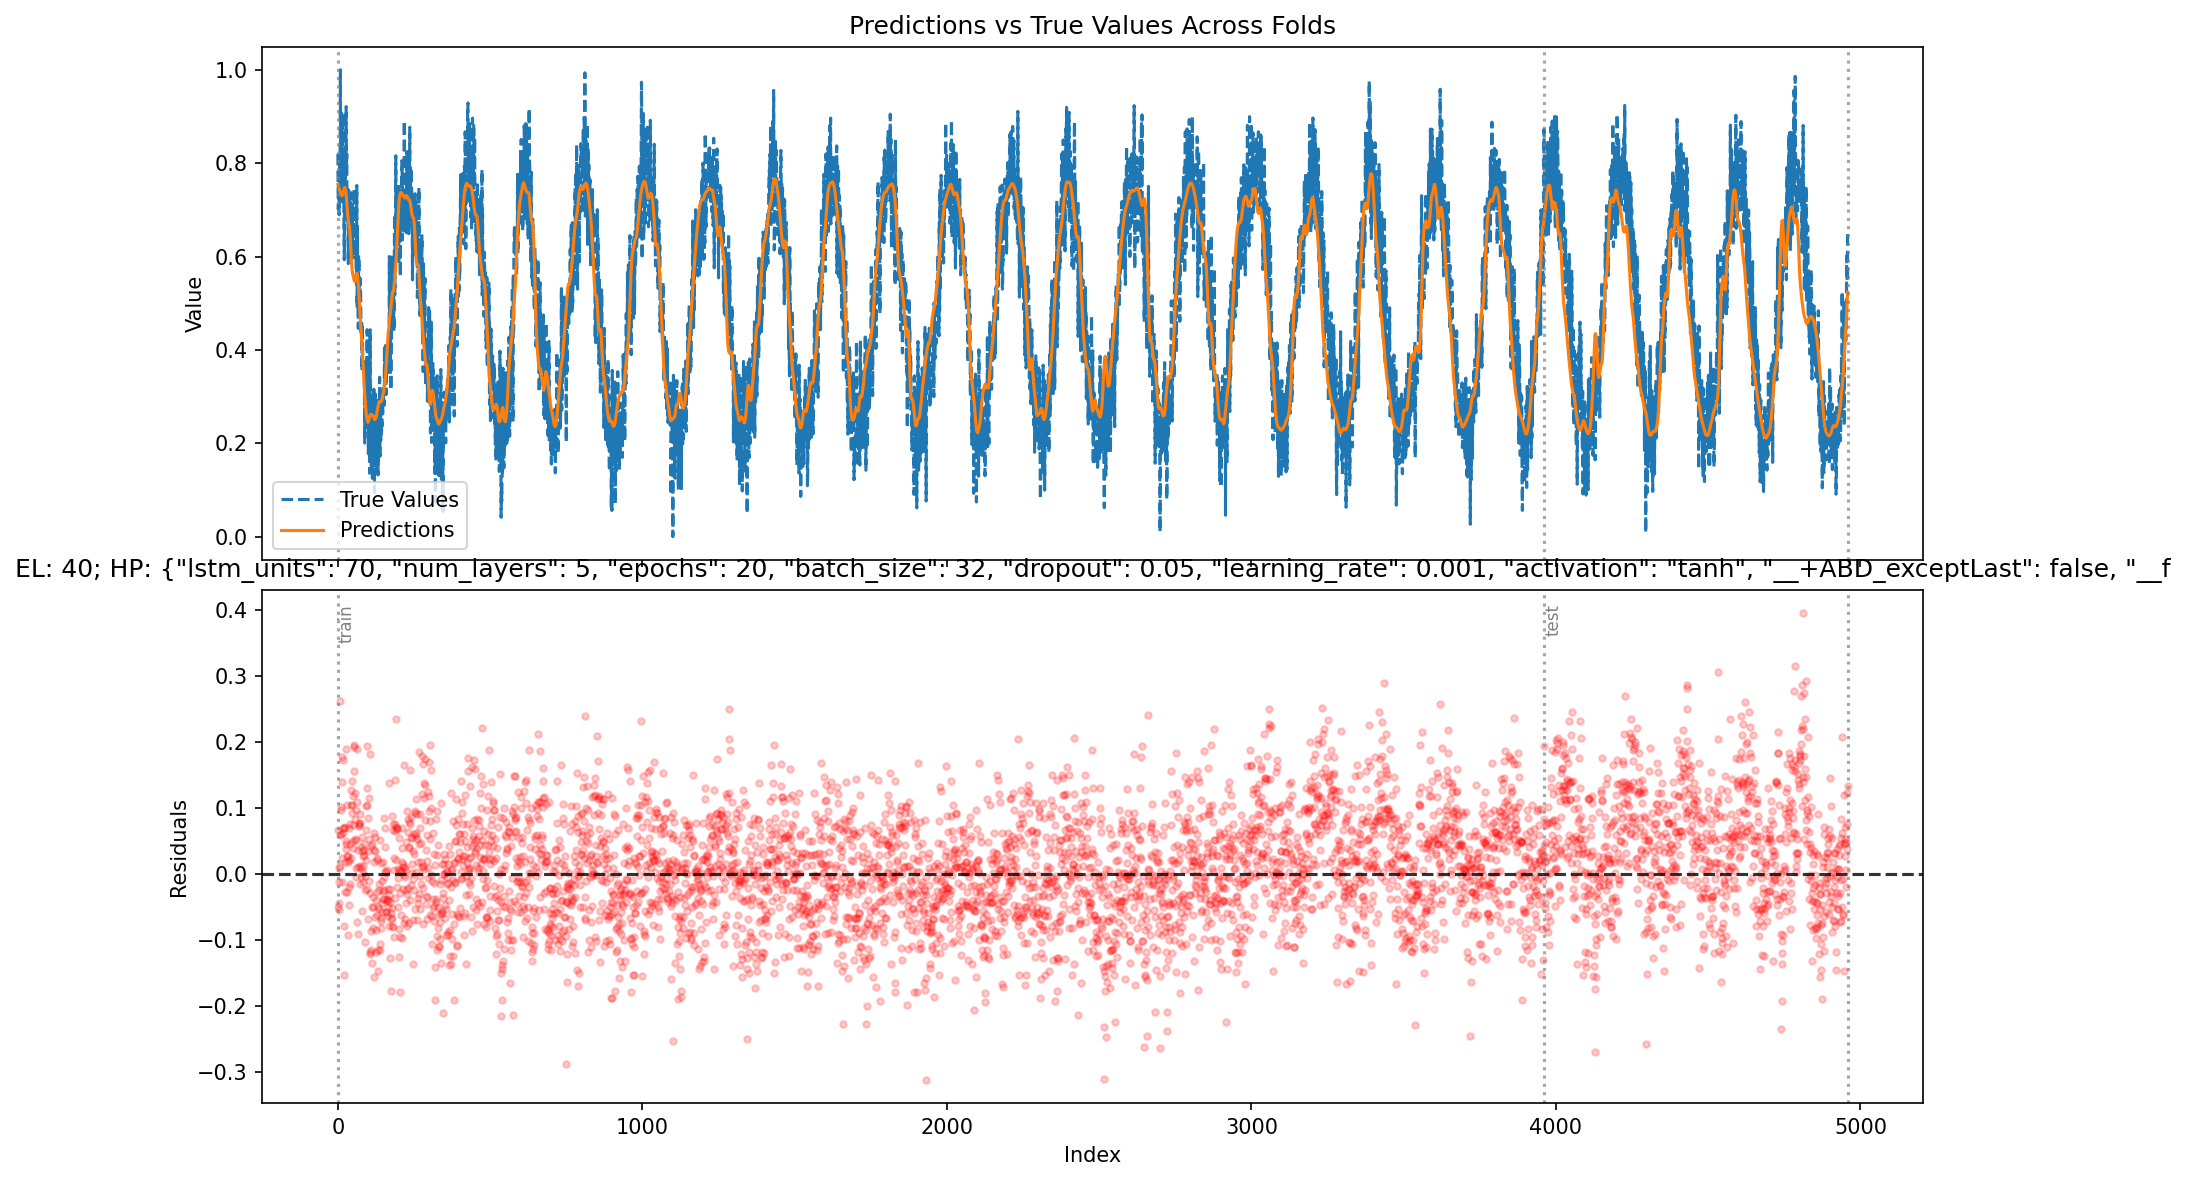 Predictions vs True Values Across Folds
1.0
0.8
0.6
0.4
0.2
0.0
Value
True Values
Predictions
EL: 40; HP: {"lstm_units": 70, "num_layers": 5, "epochs": 20, "batch_size": 32, "dropout": 0.05, "learning_rate": 0.001, "activation": "tanh", "__+ABD_exceptLast": false, "__f
train
test
0.4
0.3
0.2
0.1
0.0
−0.1
−0.2
−0.3
Residuals
0
1000
2000
3000
4000
5000
Index